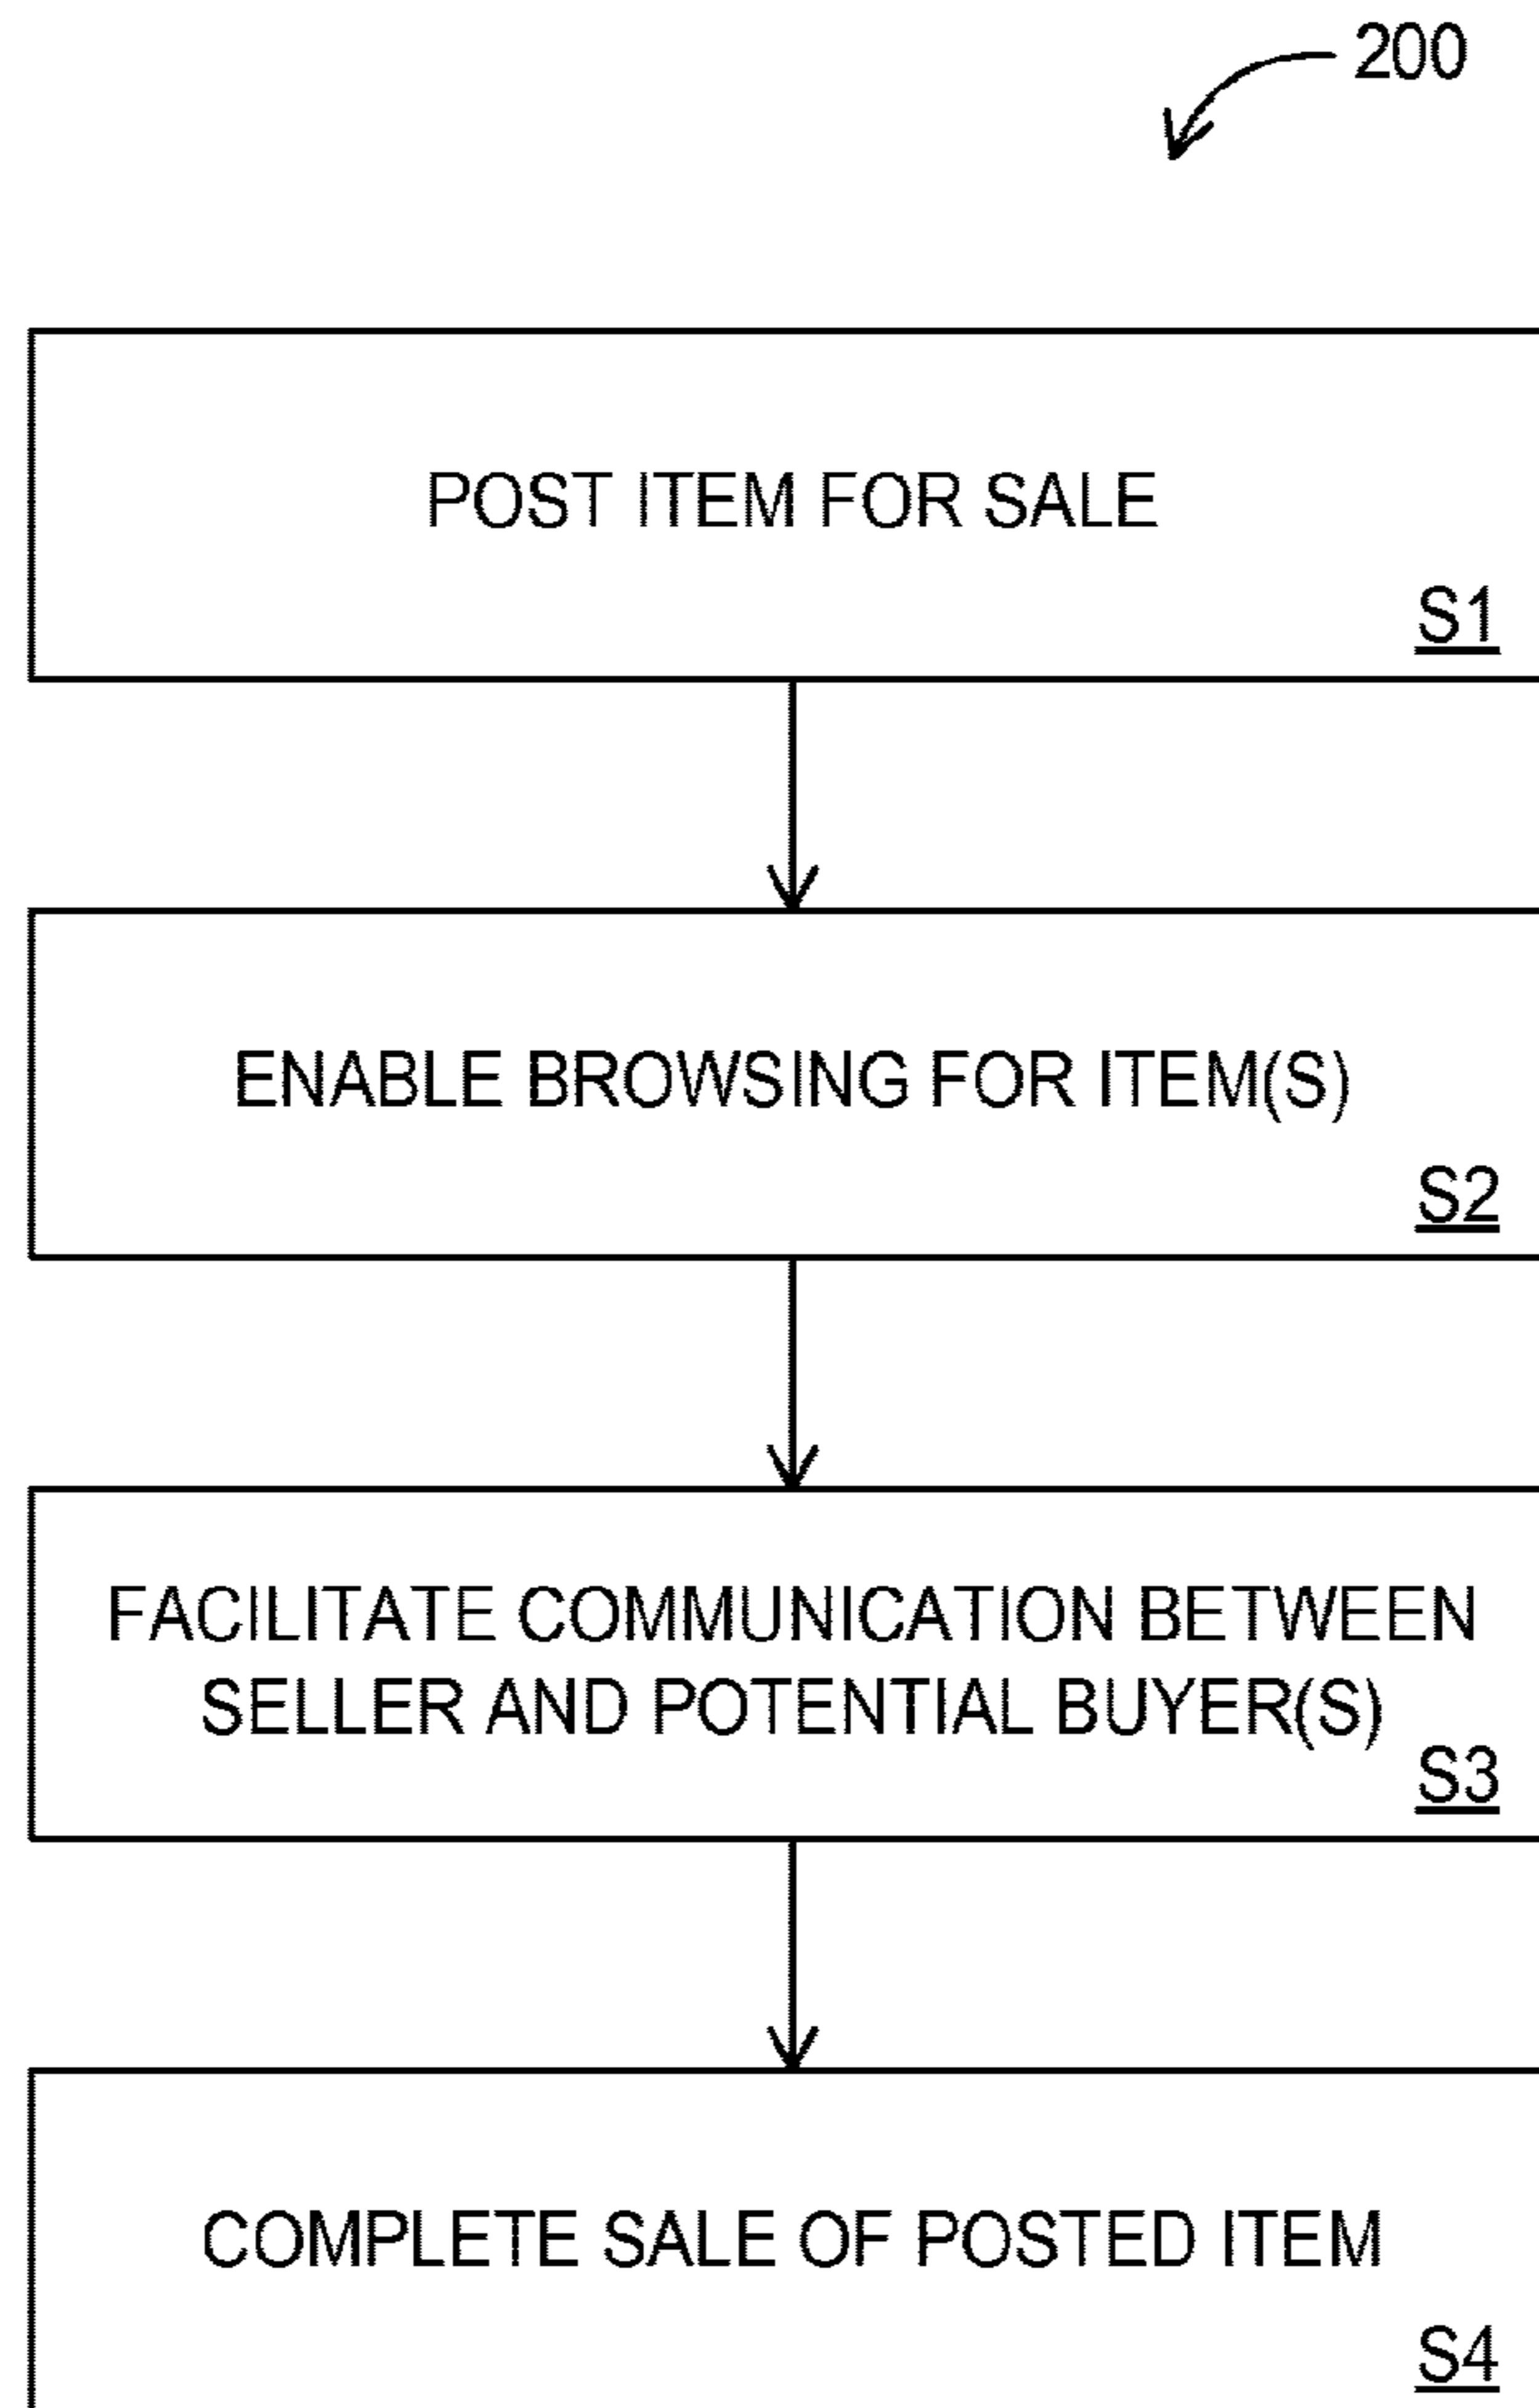 200
POST ITEM FOR SALE
S1
ENABLE BROWSING FOR ITEM(S)
S2
FACILITATE COMMUNICATION BETWEEN
SELLER AND POTENTIAL BUYER(S)
S3
COMPLETE SALE OF POSTED ITEM
S4